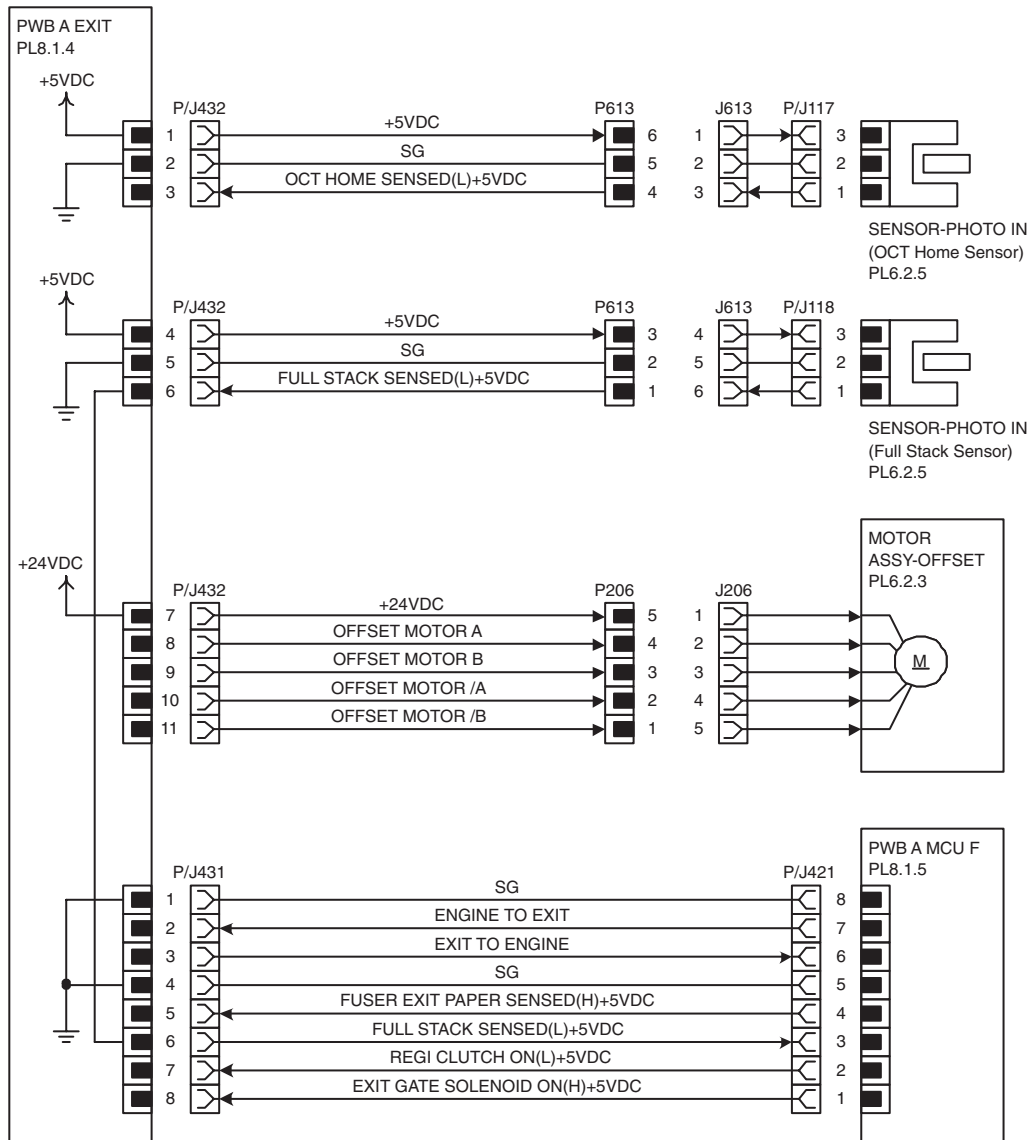 PWB A EXIT
PL8.1.4
+5VDC
P/J432
P613
J613
P/J117
1
+5VDC
6
1
3
2
SG
5
2
2
3
OCT HOME SENSED(L)+5VDC
4
3
1
SENSOR-PHOTO IN
(OCT Home Sensor)
PL6.2.5
+5VDC
P/J432
P613
J613
P/J118
4
+5VDC
3
4
3
5
SG
2
5
2
6
FULL STACK SENSED(L)+5VDC
1
6
1
SENSOR-PHOTO IN
(Full Stack Sensor)
PL6.2.5
MOTOR
ASSY-OFFSET
PL6.2.3
+24VDC
P/J432
P206
J206
7
+24VDC
5
1
8
OFFSET MOTOR A
4
2
9
OFFSET MOTOR B
3
3
M
10
OFFSET MOTOR /A
2
4
11
OFFSET MOTOR /B
1
5
PWB A MCU F
PL8.1.5
P/J431
P/J421
1
SG
8
2
ENGINE TO EXIT
7
3
EXIT TO ENGINE
6
4
SG
5
5
FUSER EXIT PAPER SENSED(H)+5VDC
4
6
FULL STACK SENSED(L)+5VDC
3
7
REGI CLUTCH ON(L)+5VDC
2
8
EXIT GATE SOLENOID ON(H)+5VDC
1